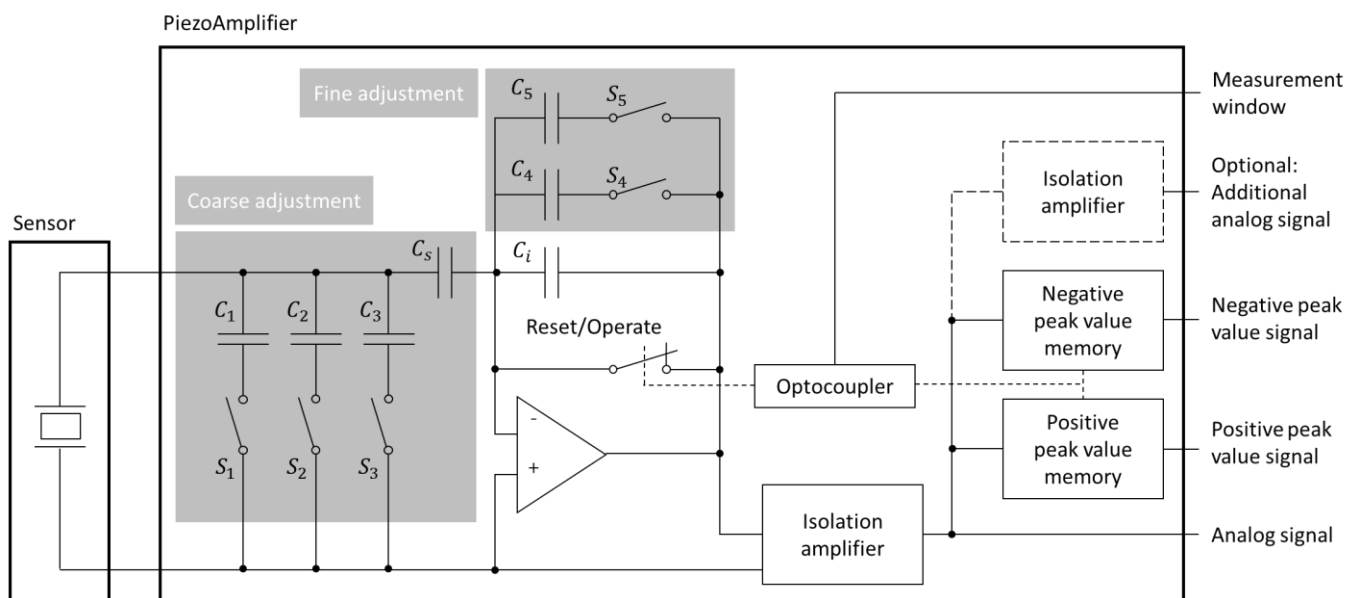 PiezoAmplifier
Fine adjustment
C₅
S₅
C₄
S₄
Measurement
window
Isolation
amplifier
Optional:
Additional
analog signal
Coarse adjustment
Sensor
Cₛ
Cᵢ
C₁
C₂
C₃
Reset/Operate
Negative
peak value
memory
Negative peak
value signal
Optocoupler
-
+
Positive
peak value
memory
Positive peak
value signal
S₁
S₂
S₃
Isolation
amplifier
Analog signal